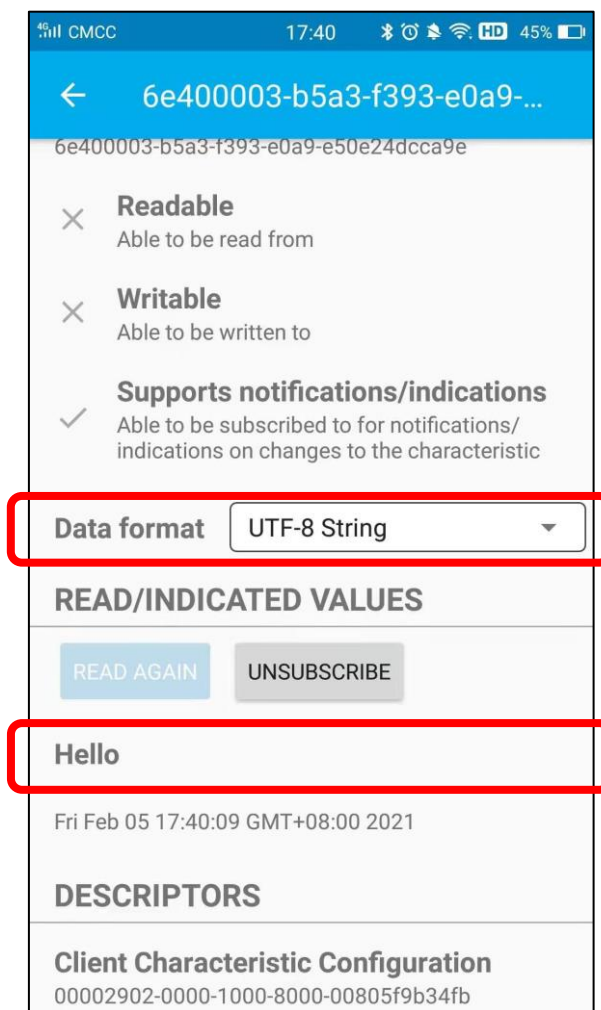 4G CMCC 17:40 HD 45%
6e400003-b5a3-f393-e0a9-...
6e400003-b5a3-f393-e0a9-e50e24dcca9e
Readable
Able to be read from
Writable
Able to be written to
Supports notifications/indications
Able to be subscribed to for notifications/
indications on changes to the characteristic
Data format UTF-8 String
READ/INDICATED VALUES
READ AGAIN UNSUBSCRIBE
Hello
Fri Feb 05 17:40:09 GMT+08:00 2021
DESCRIPTORS
Client Characteristic Configuration
00002902-0000-1000-8000-00805f9b34fb